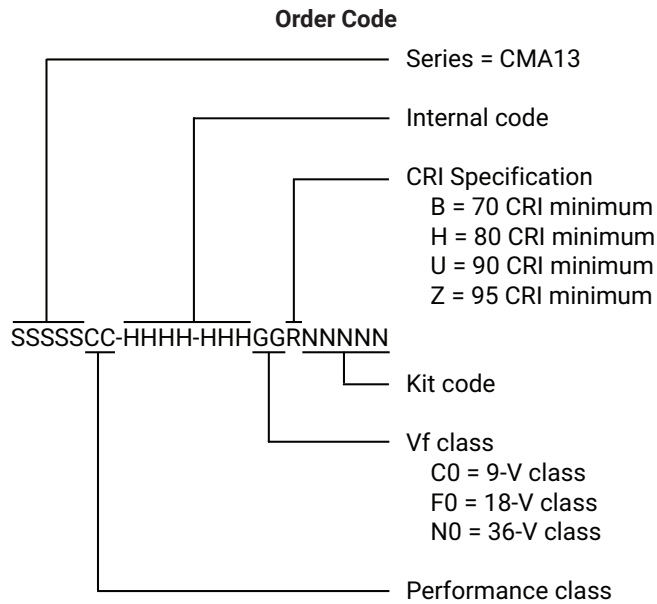 Order Code
Series = CMA13
Internal code
CRI Specification
B = 70 CRI minimum
H = 80 CRI minimum
U = 90 CRI minimum
Z = 95 CRI minimum
SSSSSCC-HHHH-HHHGGRNNNNN
Kit code
Vf class
C0 = 9-V class
F0 = 18-V class
N0 = 36-V class
Performance class